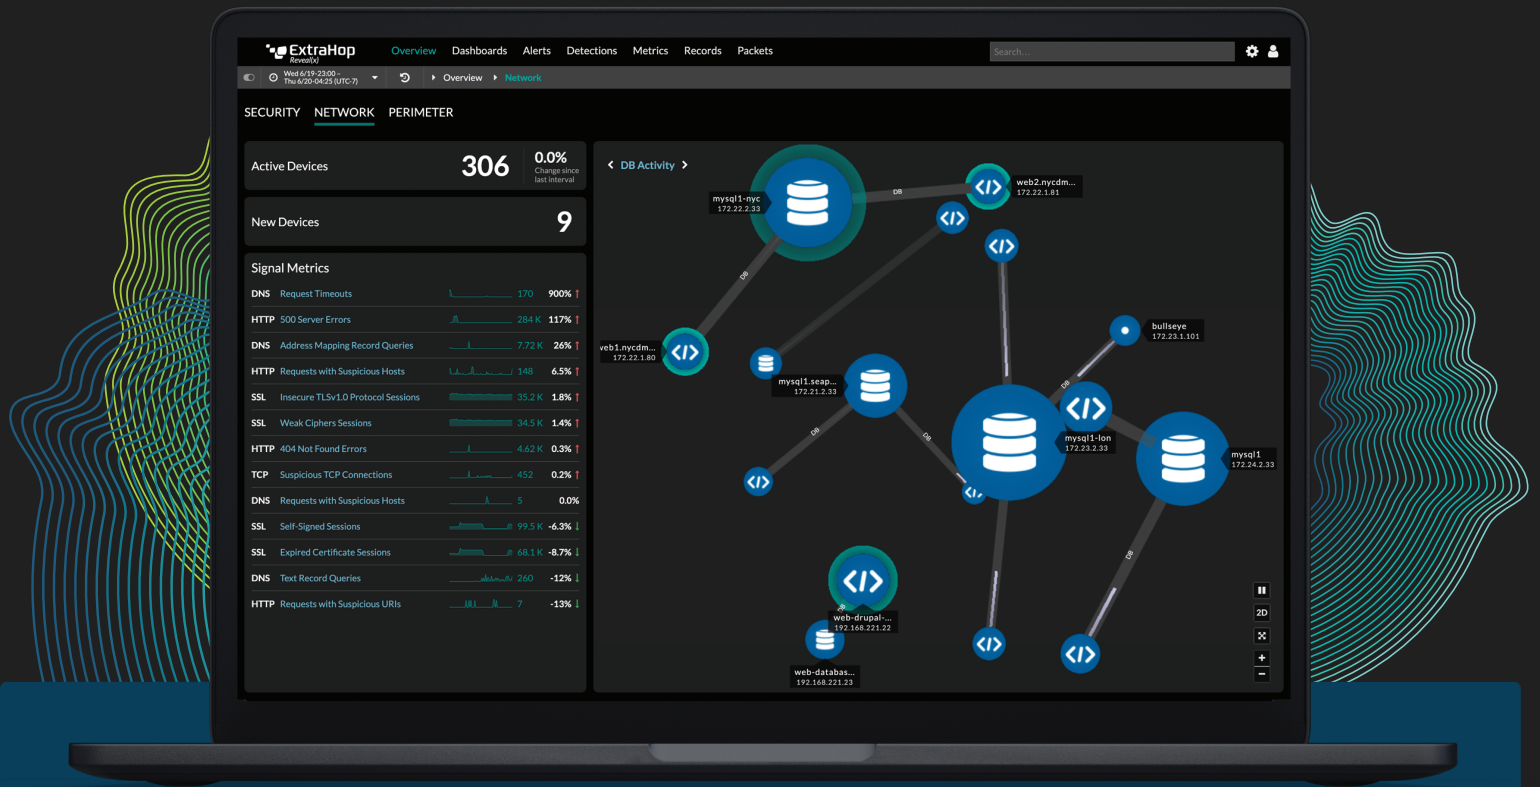 ExtraHop
Reveal(x)
Overview Dashboards Alerts Detections Metrics Records Packets
Search...
Wed 6/19-23:00 –
Thu 6/20-04:25 (UTC-7)
Overview Network
SECURITY NETWORK PERIMETER
Active Devices 306 0.0%
Change since
last interval
New Devices 9
Signal Metrics
DNS Request Timeouts 170 900%
HTTP 500 Server Errors 284 K 117%
DNS Address Mapping Record Queries 7.72 K 26%
HTTP Requests with Suspicious Hosts 148 6.5%
SSL Insecure TLSv1.0 Protocol Sessions 35.2 K 1.8%
SSL Weak Ciphers Sessions 34.5 K 1.4%
HTTP 404 Not Found Errors 4.62 K 0.3%
TCP Suspicious TCP Connections 452 0.2%
DNS Requests with Suspicious Hosts 5 0.0%
SSL Self-Signed Sessions 99.5 K -6.3%
SSL Expired Certificate Sessions 68.1 K -8.7%
DNS Text Record Queries 260 -12%
HTTP Requests with Suspicious URIs 7 -13%
DB Activity
mysql1-nyc
172.22.2.33
DB
web2.nycdm...
172.22.1.81
DB
veb1.nycdm...
172.22.1.80
bullseye
172.23.1.101
mysql1.seap...
172.21.2.33
DB
DB
DB
mysql1-lon
172.23.2.33
mysql1
172.24.2.33
DB
DB
web-drupal-...
192.168.221.22
web-databas...
192.168.221.23
2D